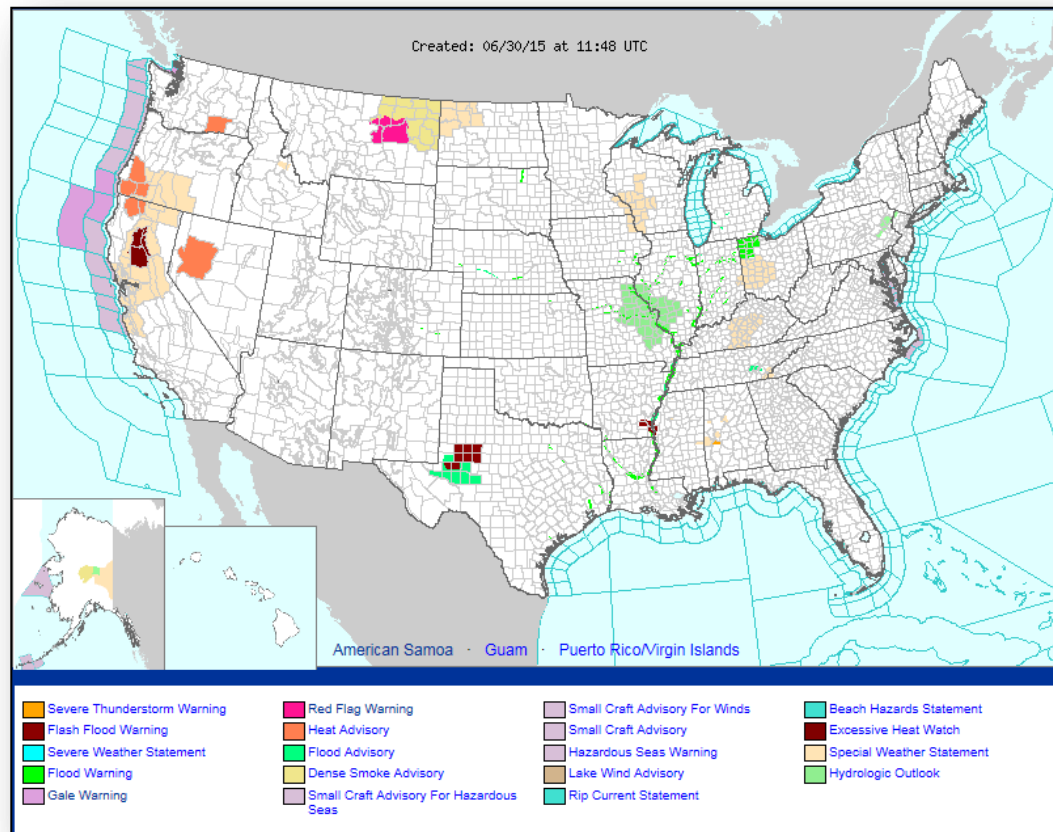 Created: 06/30/15 at 11:48 UTC
American Samoa · Guam · Puerto Rico/Virgin Islands
Severe Thunderstorm Warning
Flash Flood Warning
Severe Weather Statement
Flood Warning
Gale Warning
Red Flag Warning
Heat Advisory
Flood Advisory
Dense Smoke Advisory
Small Craft Advisory For Hazardous
Seas
Small Craft Advisory For Winds
Small Craft Advisory
Hazardous Seas Warning
Lake Wind Advisory
Rip Current Statement
Beach Hazards Statement
Excessive Heat Watch
Special Weather Statement
Hydrologic Outlook